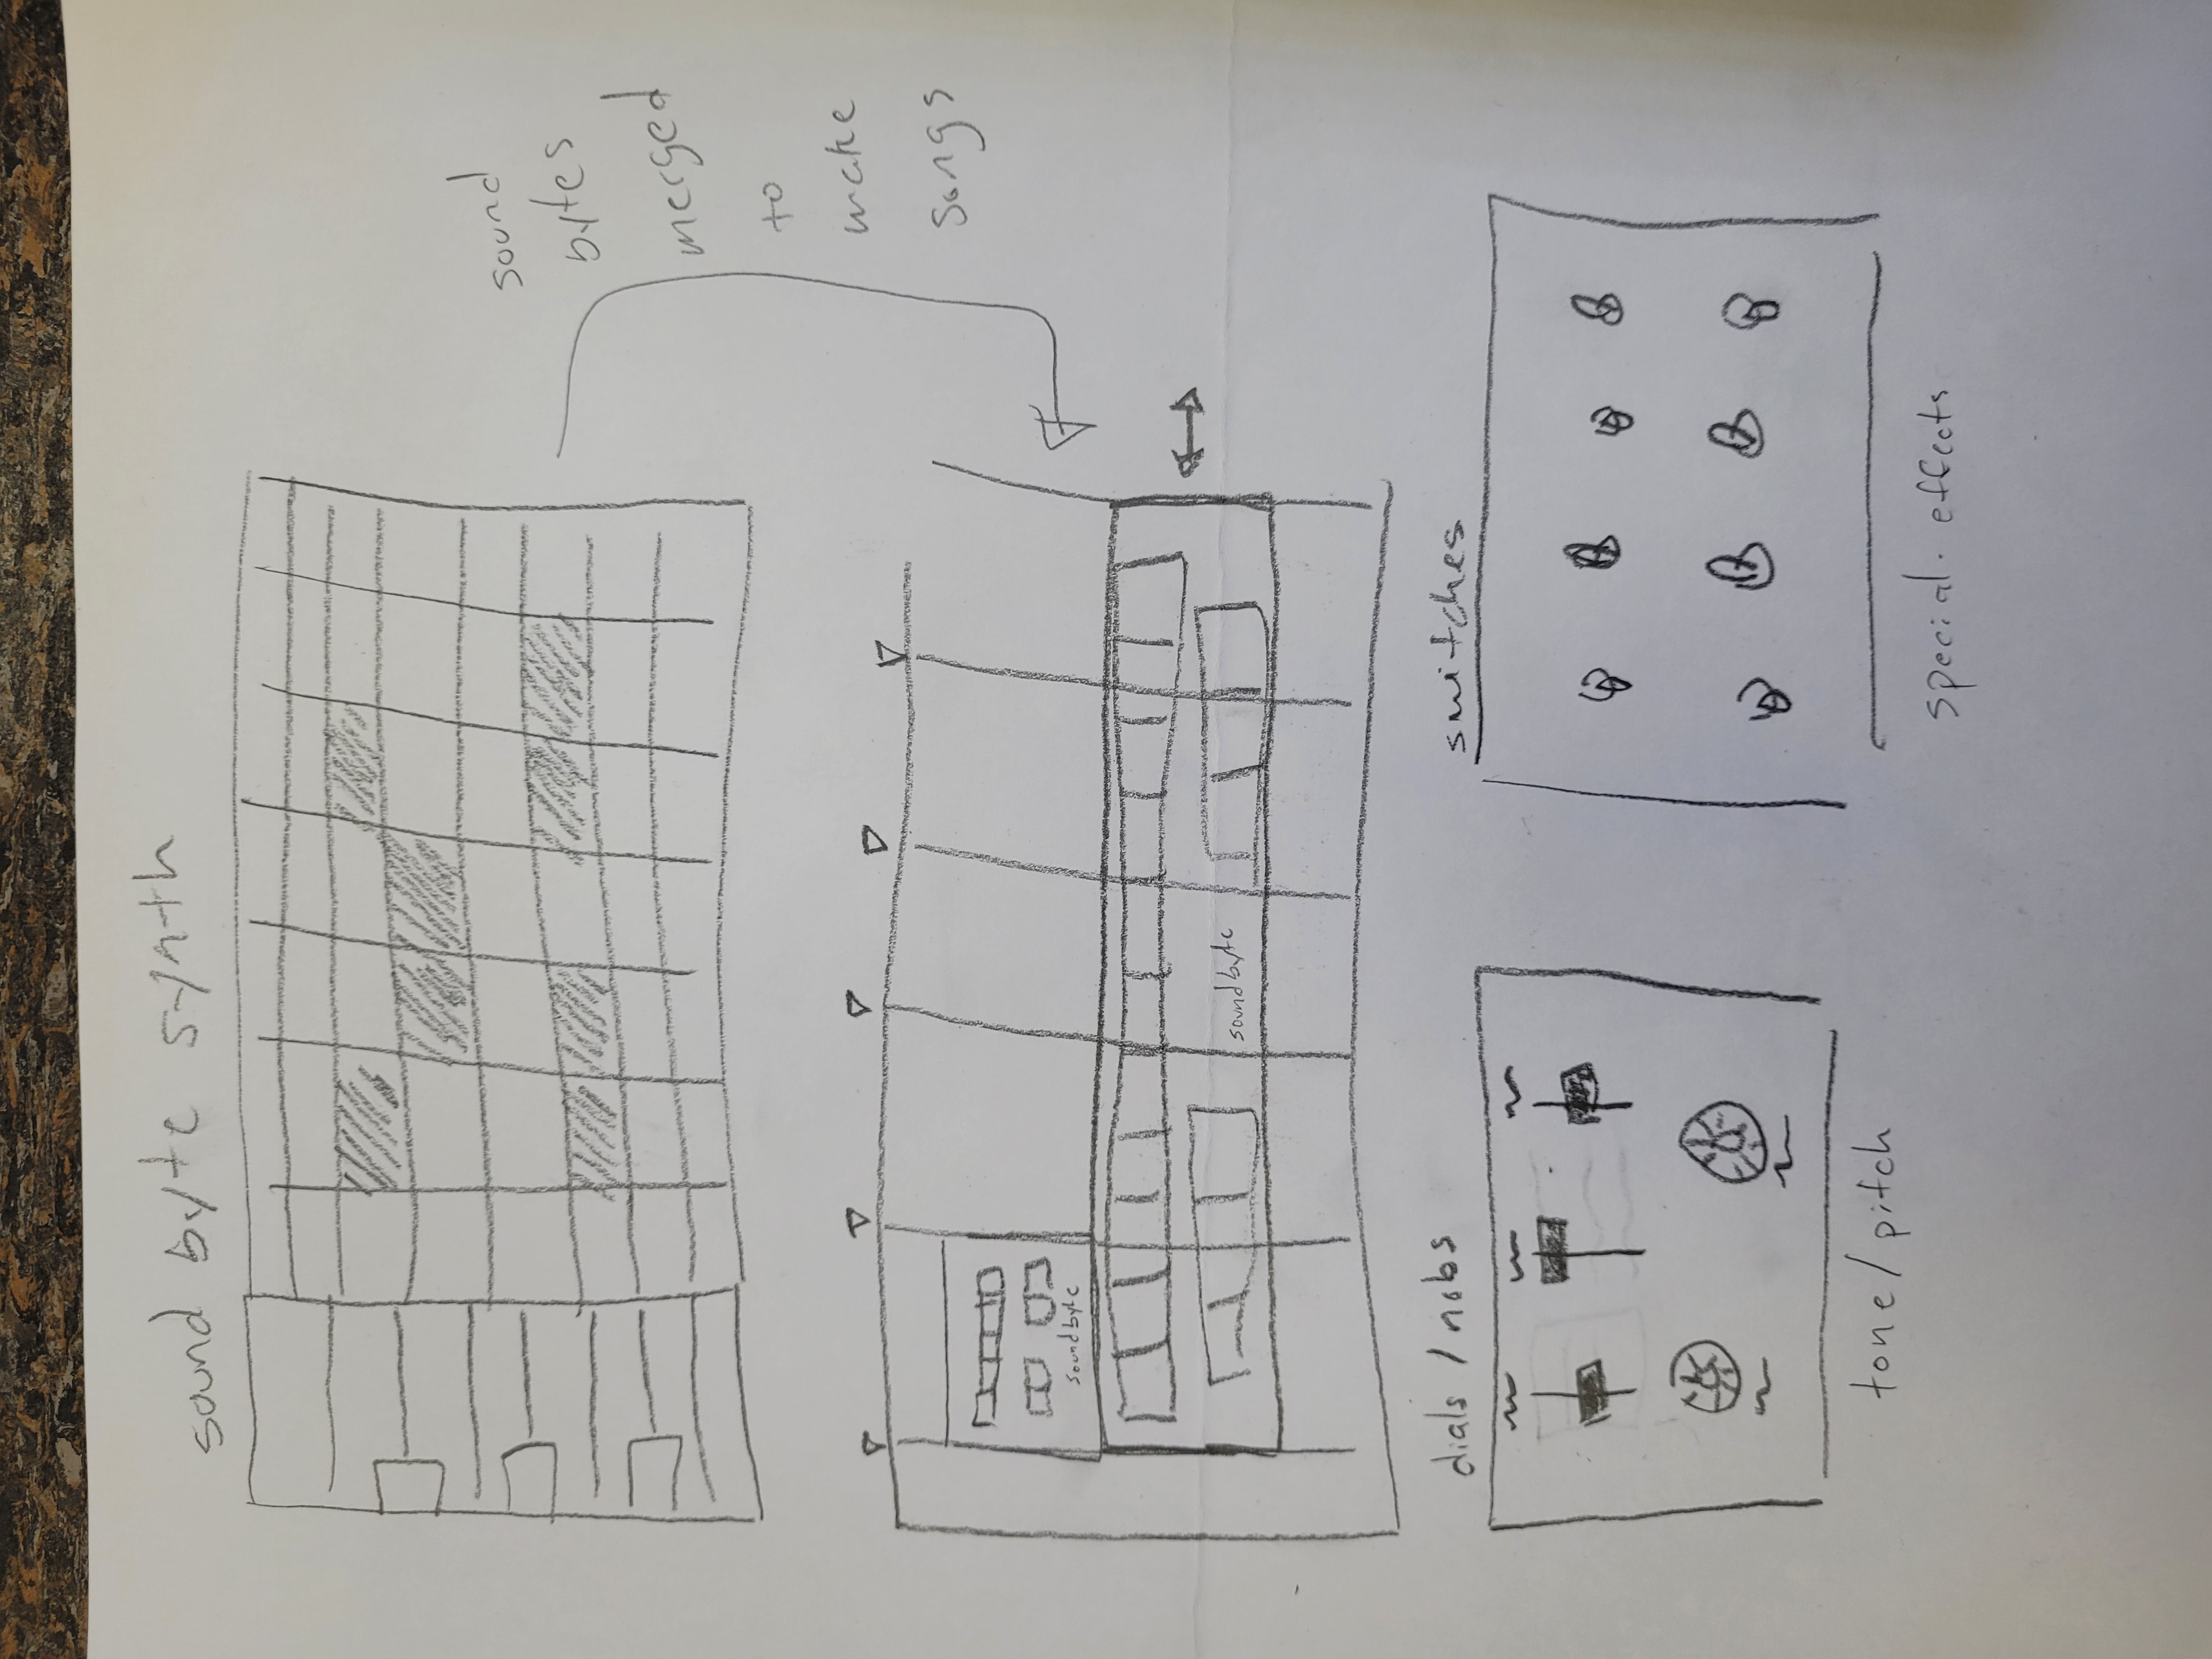 sound byte synth
sound
bytes
merged
to
make
songs
soundbyte
soundbyte
dials / nobs
switches
tone/pitch
special. effects